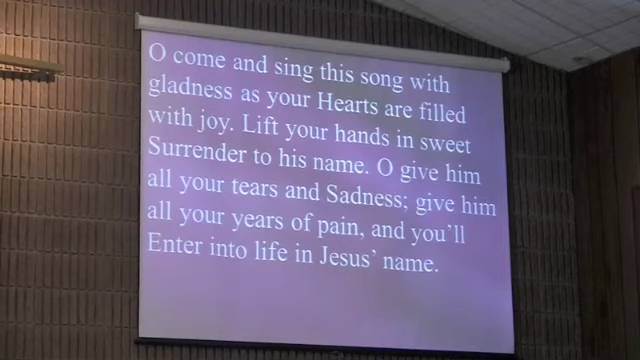 O come and sing this song with
gladness as your Hearts are filled
with joy. Lift your hands in sweet
Surrender to his name. O give him
all your tears and Sadness; give him
all your years of pain, and you'll
Enter into life in Jesus' name.